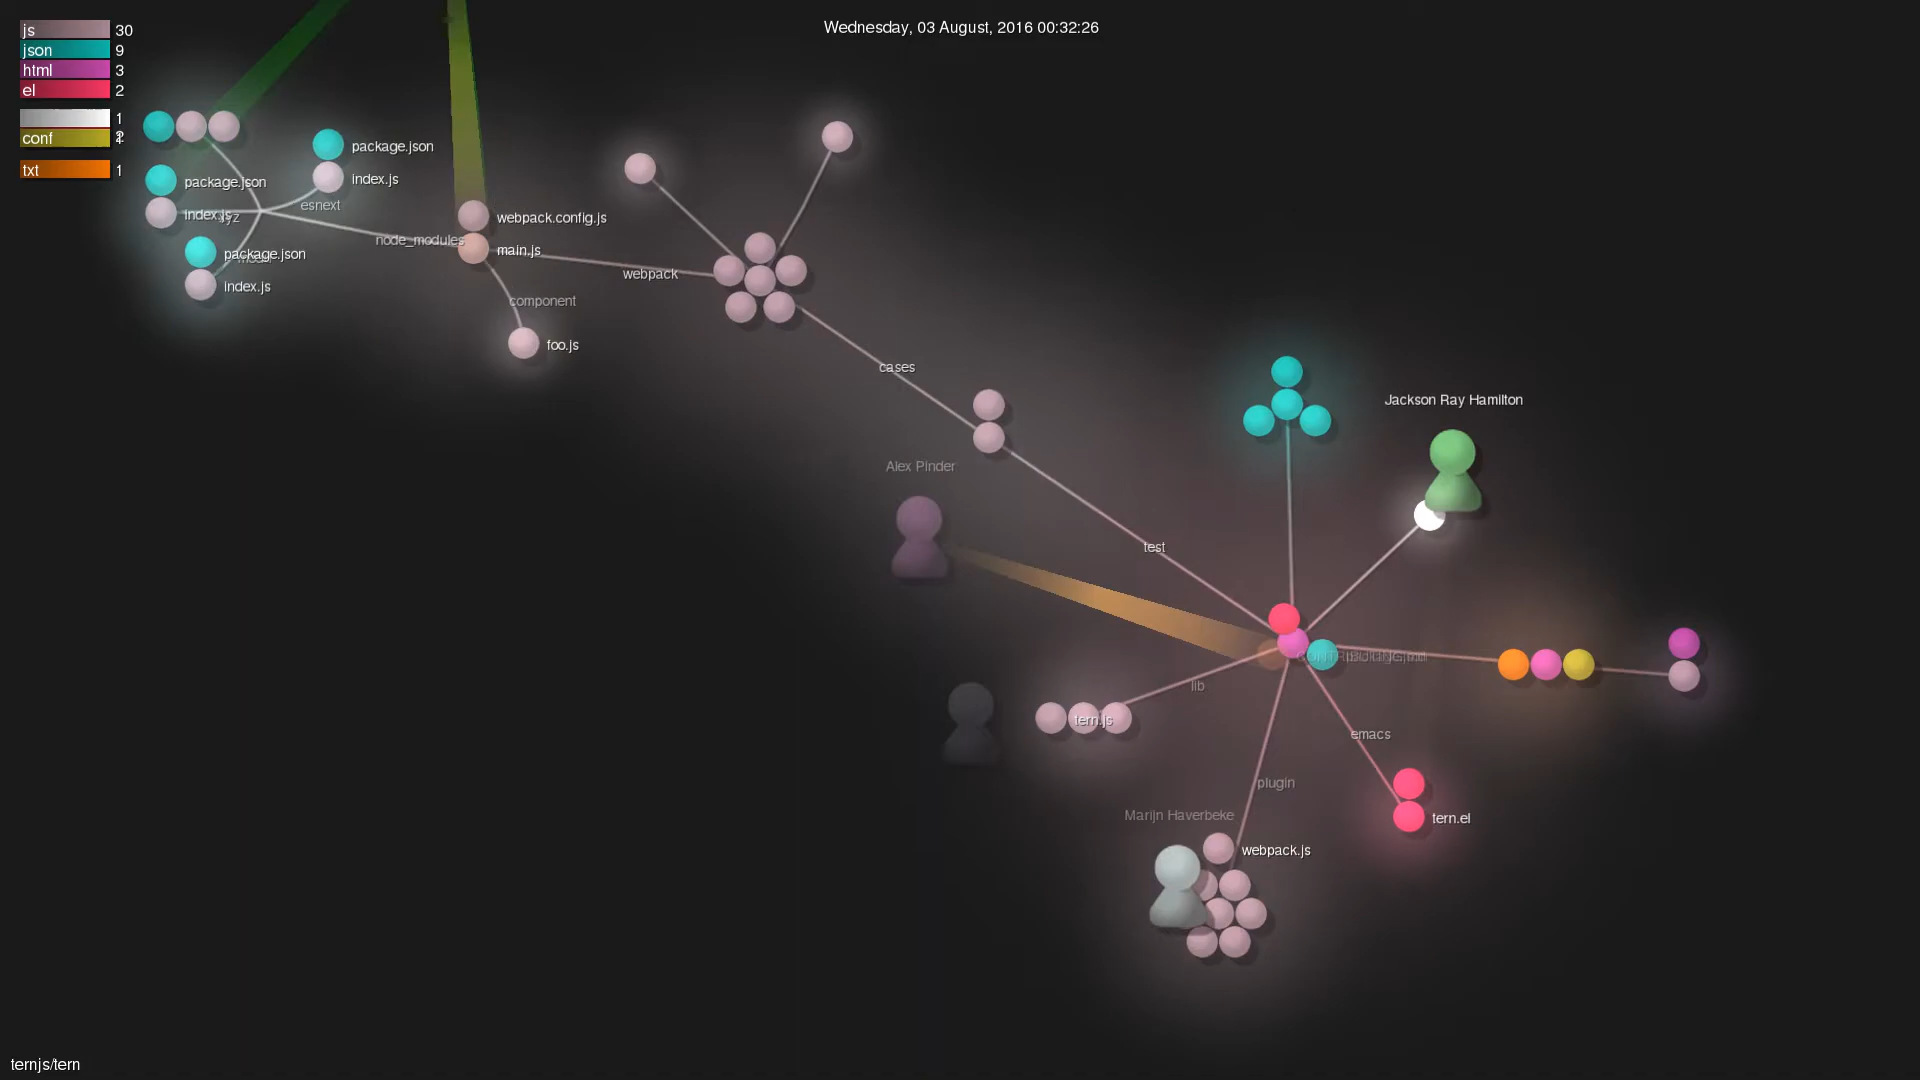 Wednesday, 03 August, 2016 00:32:26
js 30
json 9
html 3
el 2
1
conf
txt 1
package.json
index.js
esnext
package.json
index.js
package.json
index.js
node_modules
webpack.config.js
main.js
webpack
component
foo.js
cases
Jackson Ray Hamilton
Alex Pinder
test
lib
tern.js
emacs
plugin
Marijn Haverbeke
tern.el
webpack.js
ternjs/tern